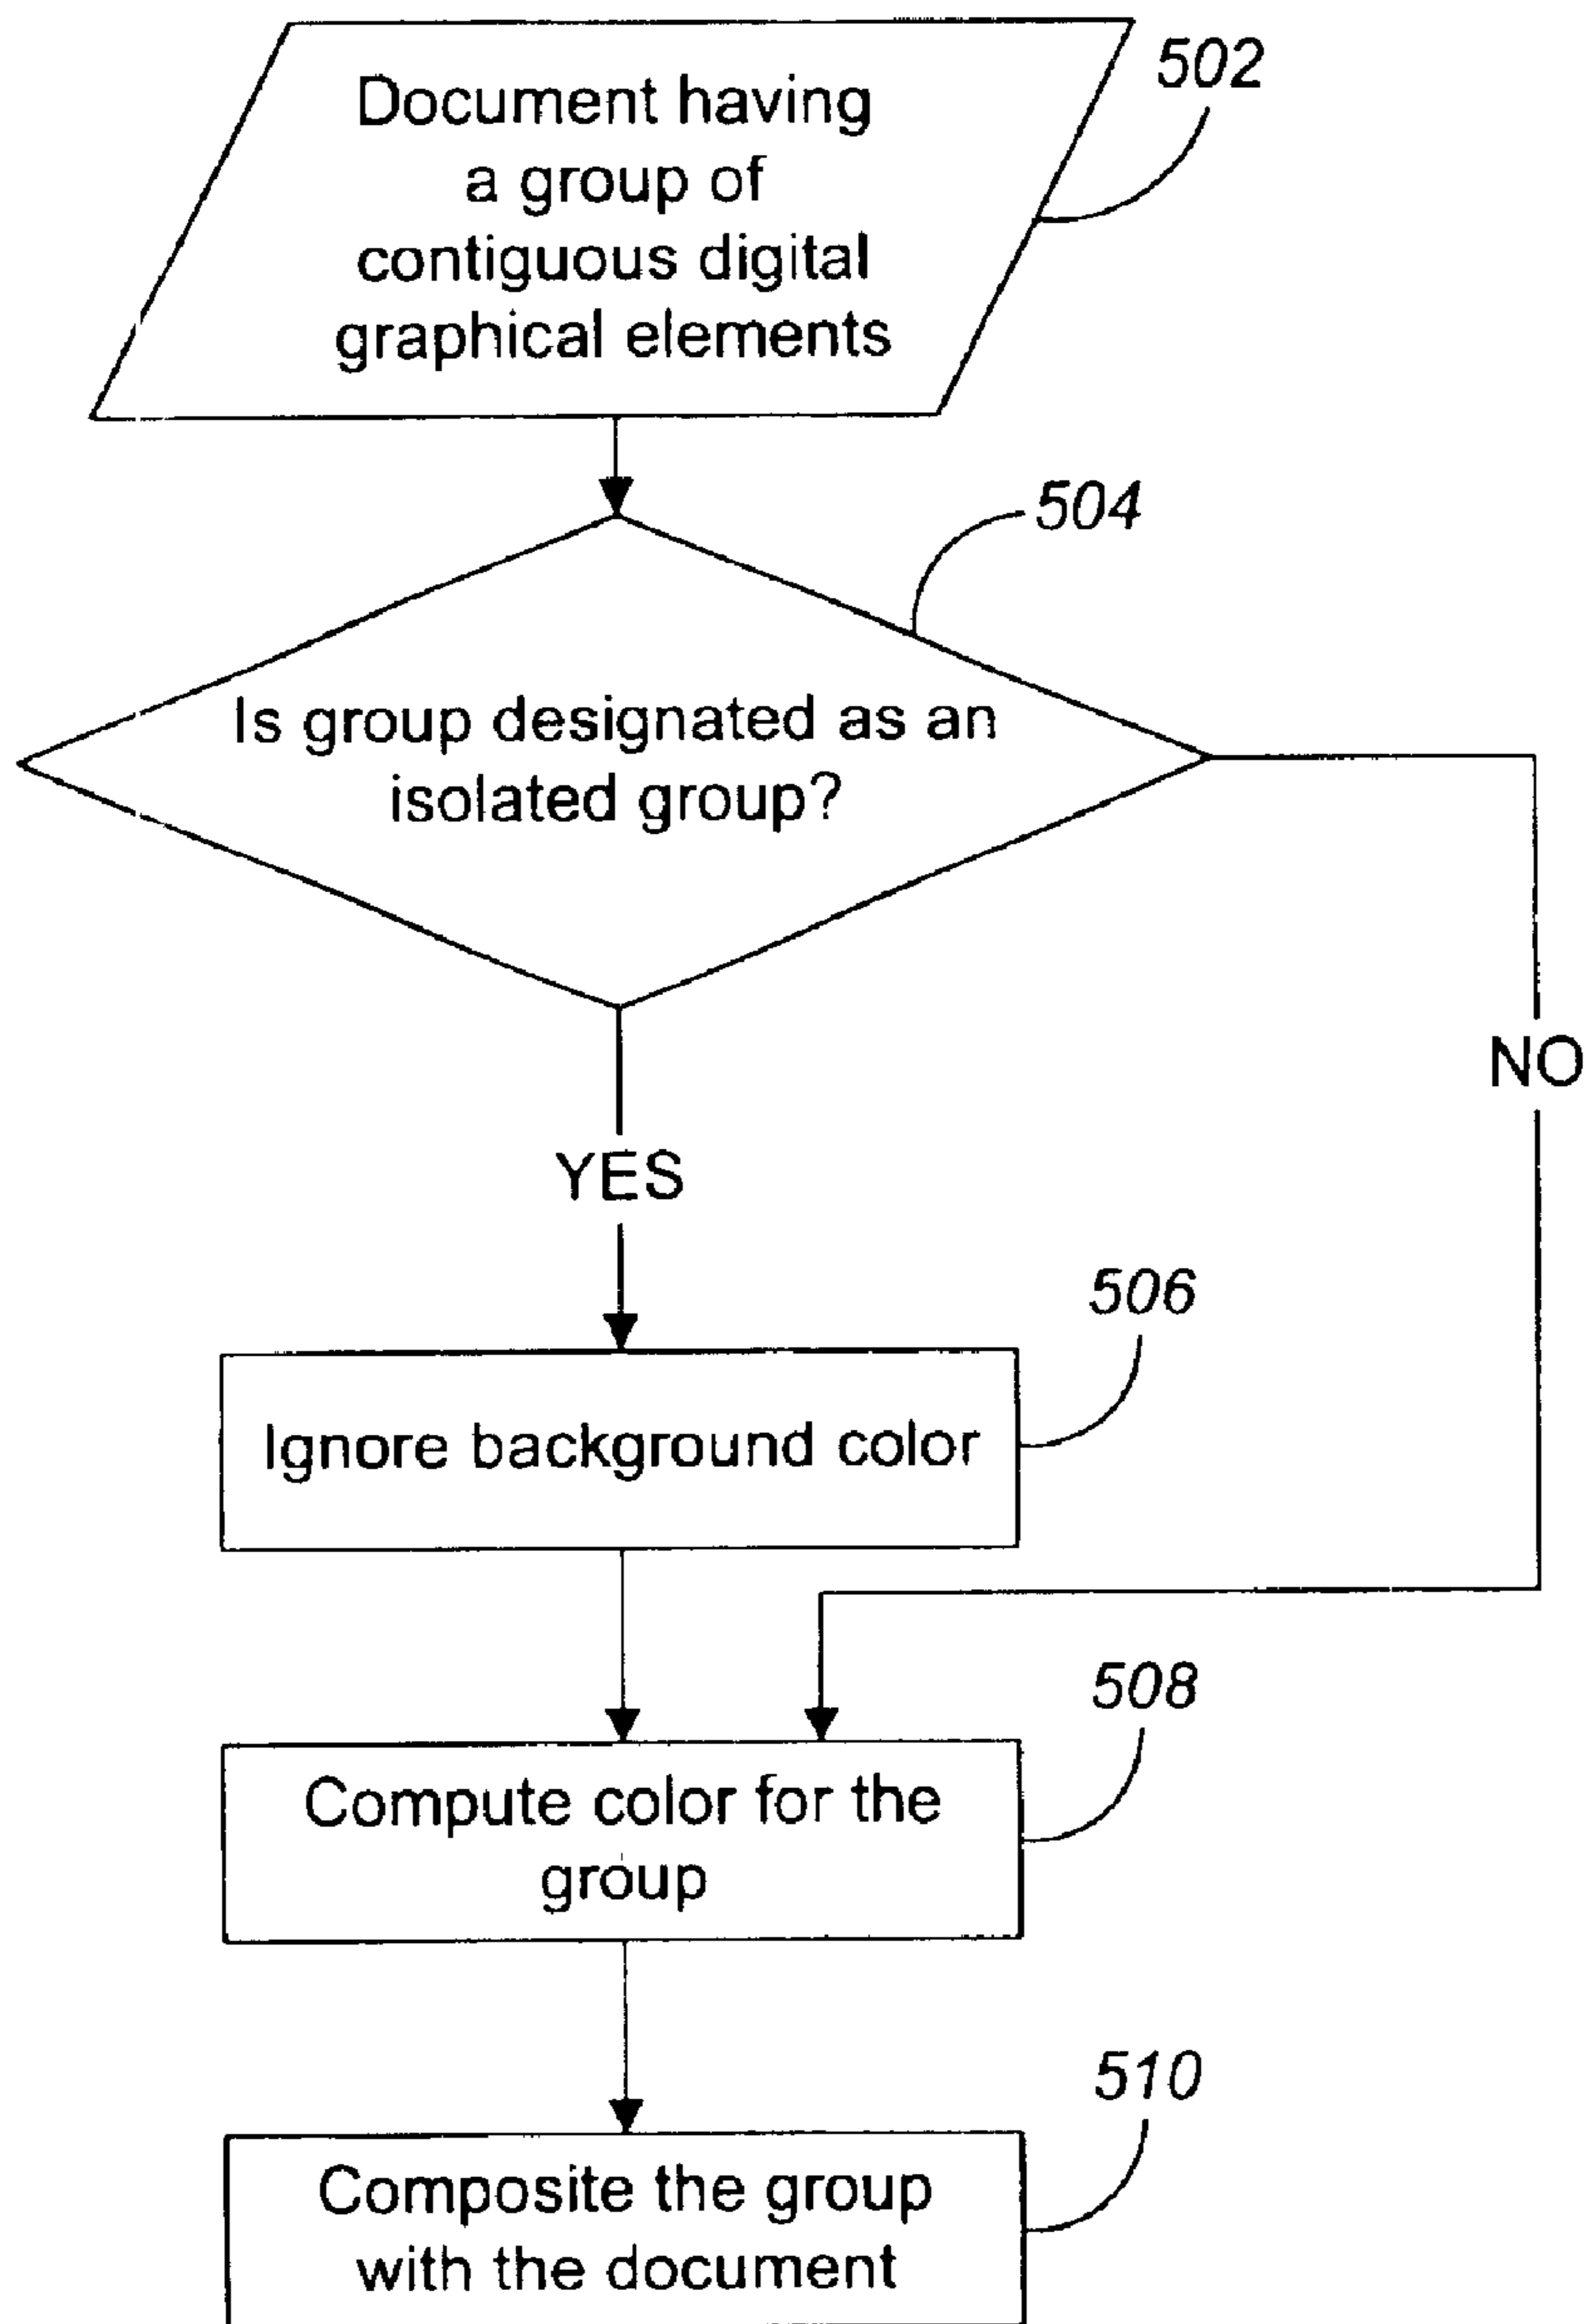 Document having
a group of
contiguous digital
graphical elements
502
504
Is group designated as an
isolated group?
NO
YES
506
Ignore background color
508
Compute color for the
group
510
Composite the group
with the document